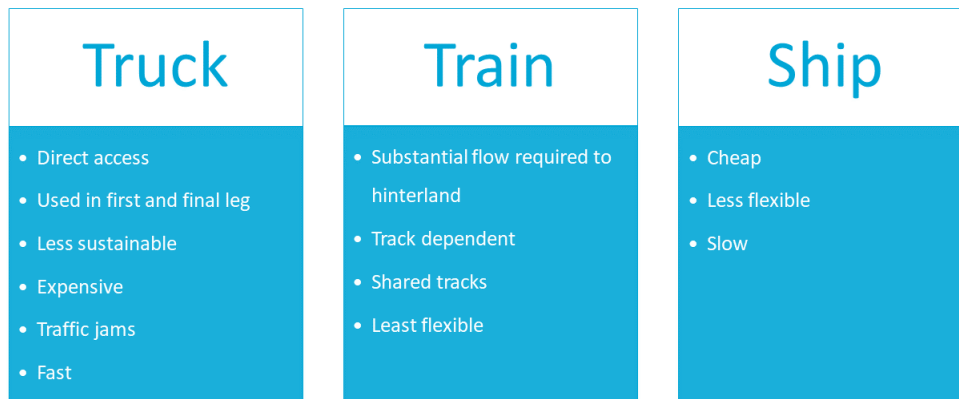 Truck
• Direct access
• Used in first and final leg
• Less sustainable
• Expensive
• Traffic jams
• Fast
Train
• Substantial flow required to
hinterland
• Track dependent
• Shared tracks
• Least flexible
Ship
• Cheap
• Less flexible
• Slow